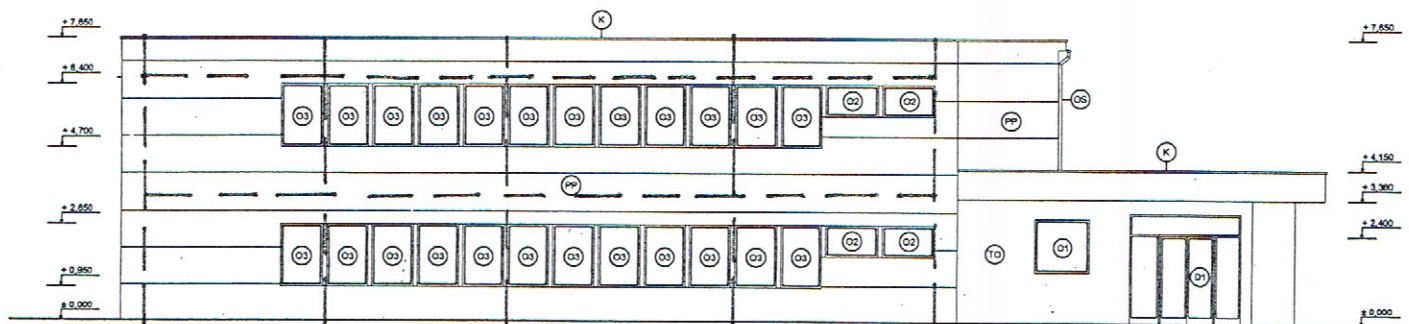 K
+ 7,650
+ 7,650
+ 6,400
O3 O3 O3 O3 O3 O3 O3 O3 O3 O3 O3 O3 O2 O2
OS
PP
+ 4,700
K
+ 4,150
+ 3,360
PP
+ 2,650
+ 2,400
O3 O3 O3 O3 O3 O3 O3 O3 O3 O3 O3 O3 O2 O2
TO
O1
D1
+ 0,950
± 0,000
± 0,000